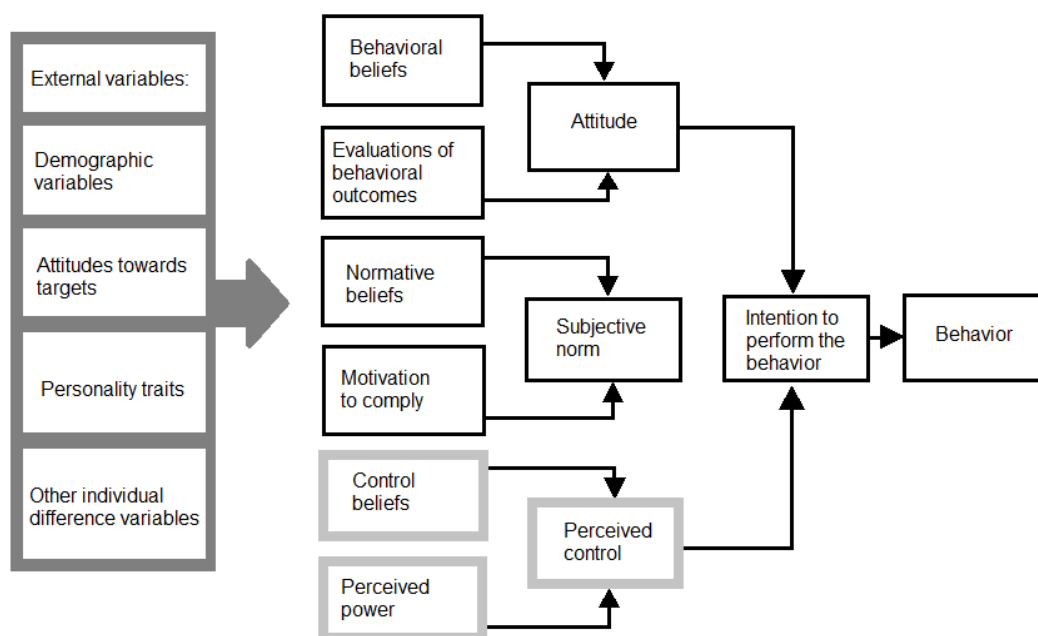 External variables:
Demographic
variables
Attitudes towards
targets
Personality traits
Other individual
difference variables
Behavioral
beliefs
Evaluations of
behavioral
outcomes
Normative
beliefs
Motivation
to comply
Control
beliefs
Perceived
power
Attitude
Subjective
norm
Perceived
control
Intention to
perform the
behavior
Behavior